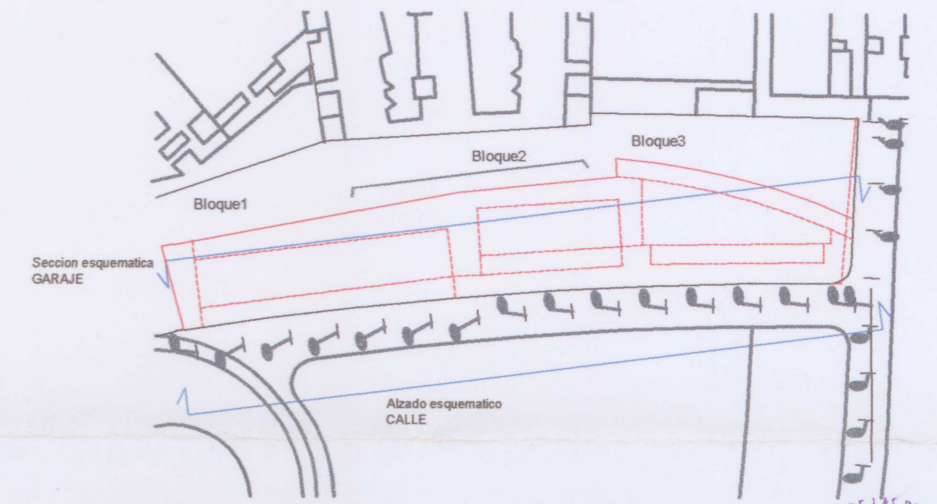 Bloque3
Bloque2
Bloque1
Seccion esquematica
GARAJE
Alzado esquematico
CALLE